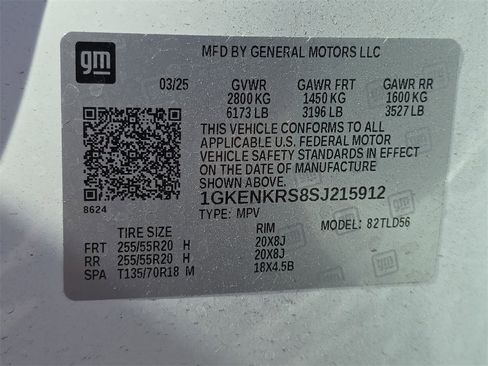 gm
MFD BY GENERAL MOTORS LLC
03/25 GVWR GAWR FRT GAWR RR
2800 KG 1450 KG 1600 KG
6173 LB 3196 LB 3527 LB
THIS VEHICLE CONFORMS TO ALL
APPLICABLE U.S. FEDERAL MOTOR
VEHICLE SAFETY STANDARDS IN EFFECT
ON THE DATE OF MANUFACTURE
SHOWN ABOVE.
8624
1GKENKRS8SJ215912
TYPE: MPV MODEL: 82TLD56
TIRE SIZE RIM
FRT 255/55R20 H 20X8J
RR 255/55R20 H 20X8J
SPA T135/70R18 M 18X4.5B